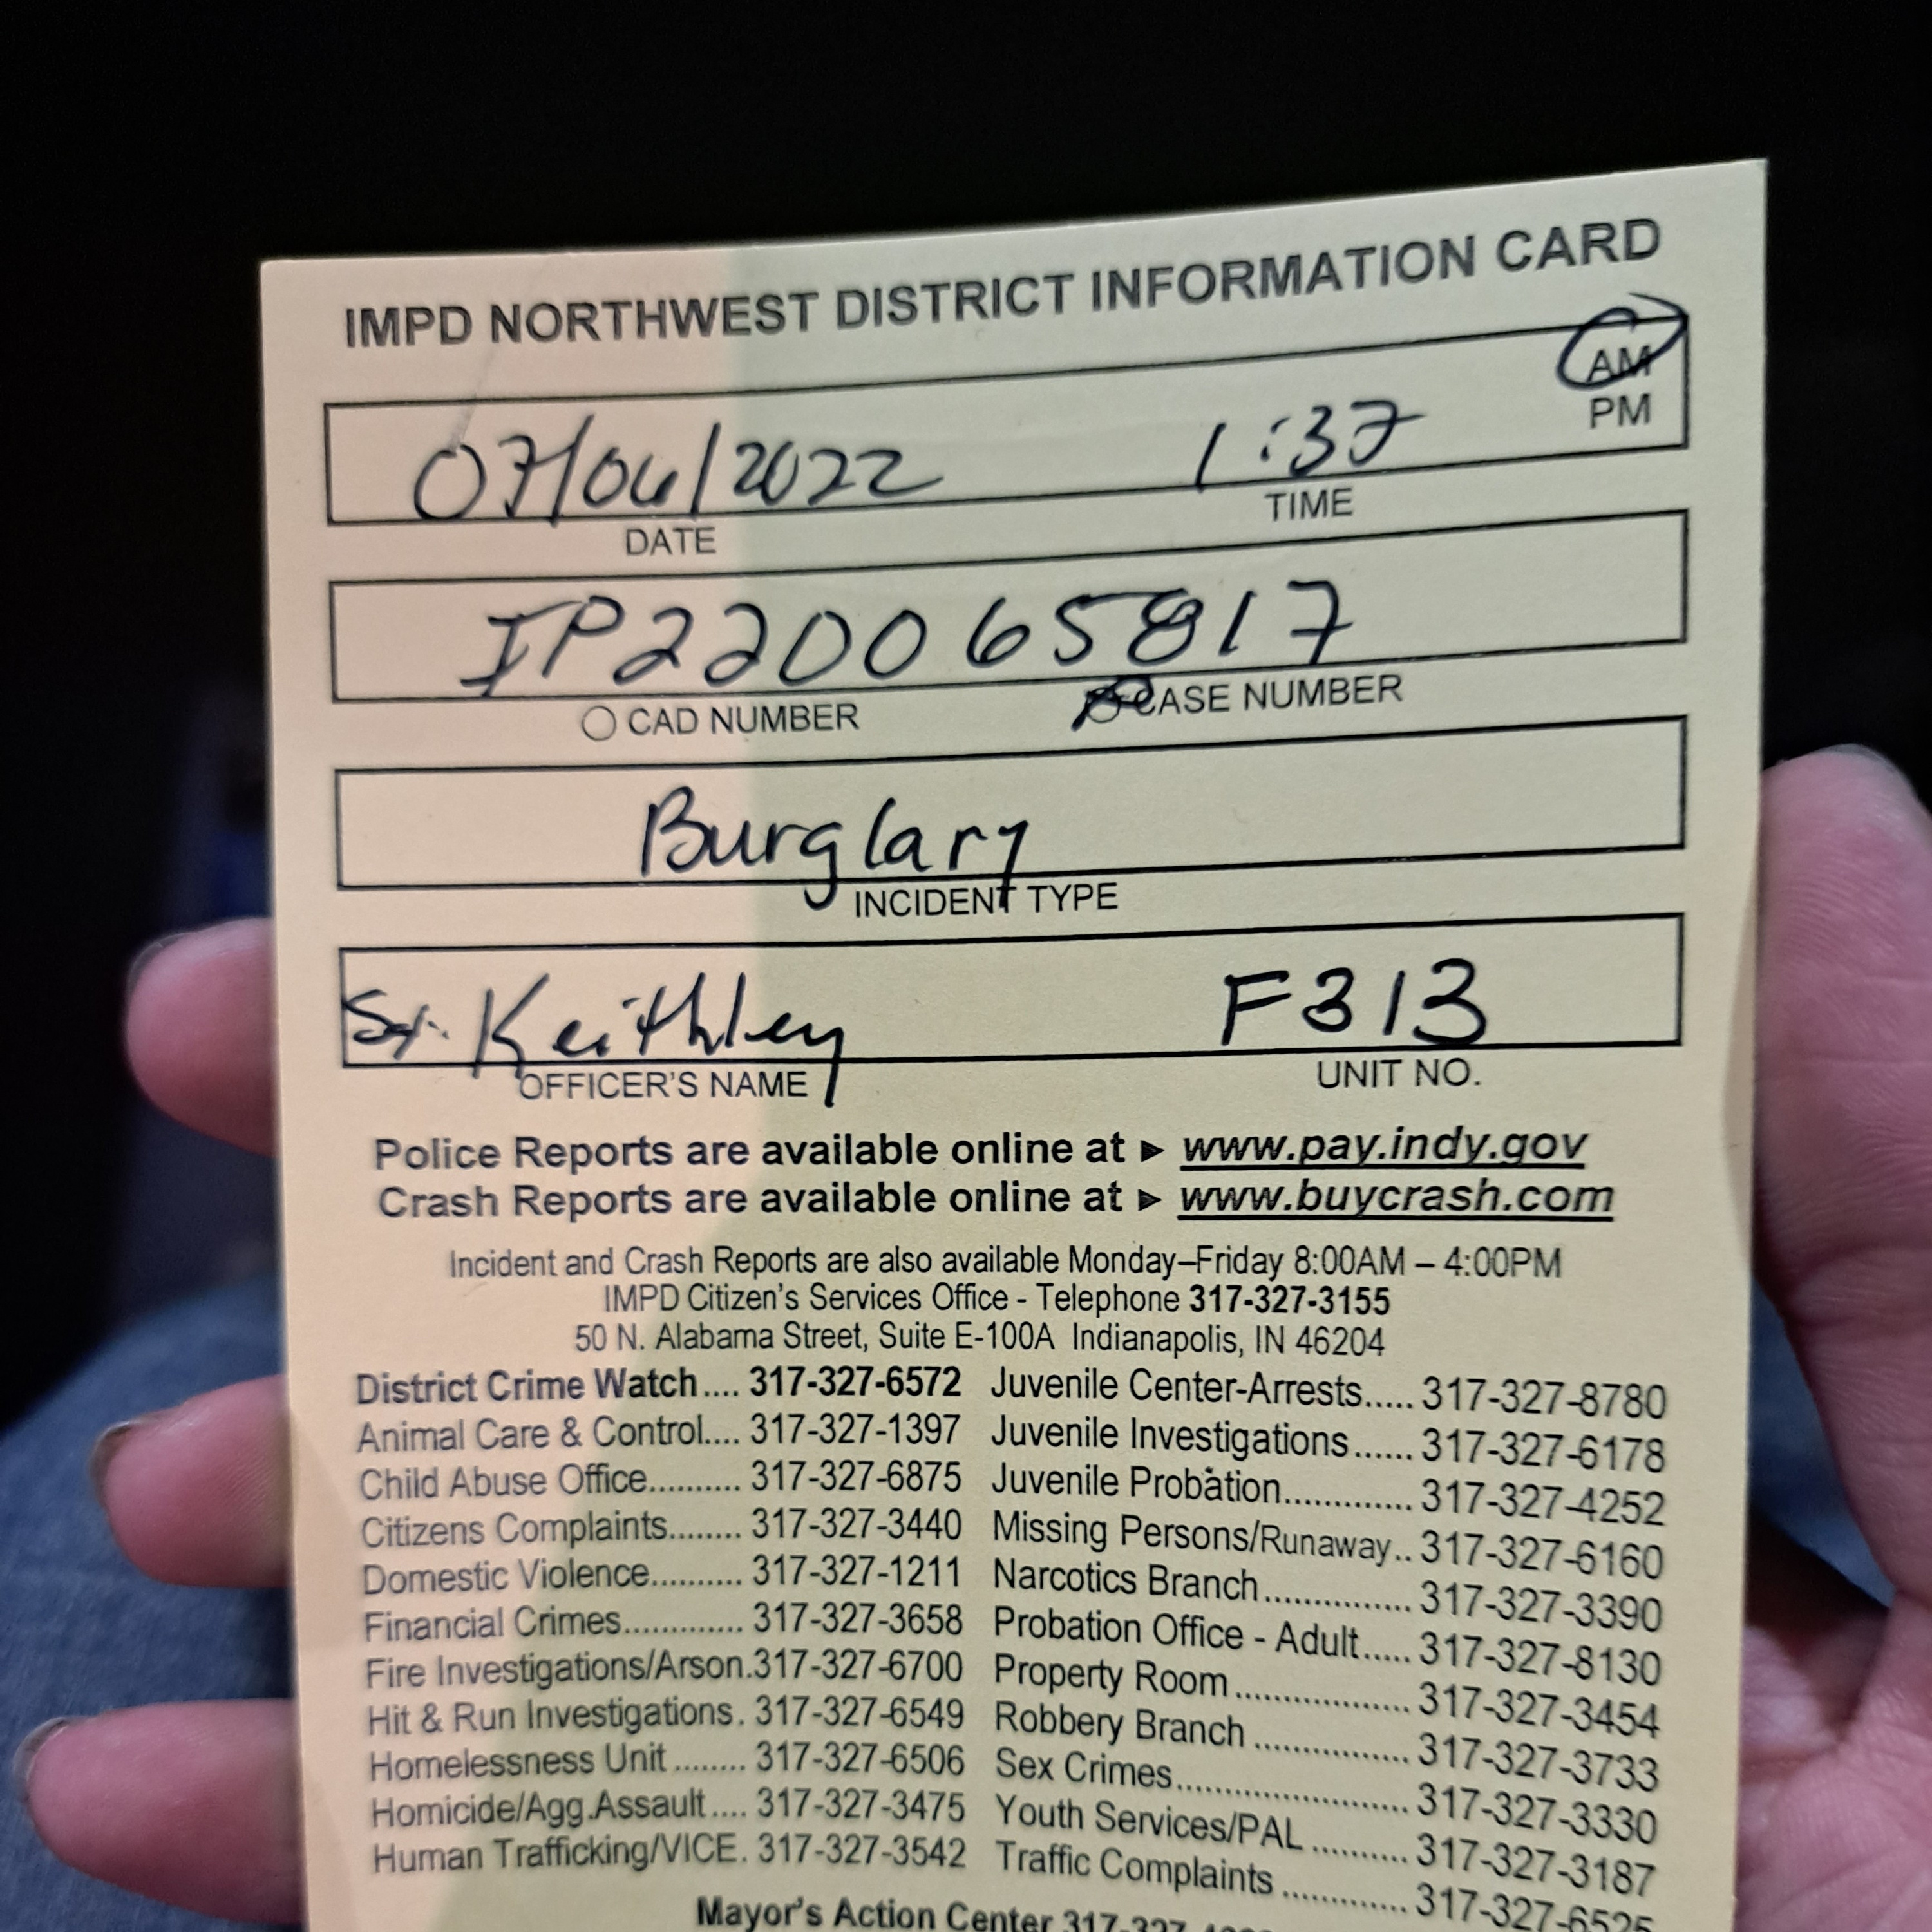 IMPD NORTHWEST DISTRICT INFORMATION CARD
AM
07/06/2022 1:37 PM
DATE TIME
IP220065817
CAD NUMBER CASE NUMBER
Burglary
INCIDENT TYPE
Keithley F313
OFFICER'S NAME UNIT NO.
Police Reports are available online at ► www.pay.indy.gov
Crash Reports are available online at ► www.buycrash.com
Incident and Crash Reports are also available Monday–Friday 8:00AM – 4:00PM
IMPD Citizen's Services Office - Telephone 317-327-3155
50 N. Alabama Street, Suite E-100A Indianapolis, IN 46204
District Crime Watch.... 317-327-6572 Juvenile Center-Arrests..... 317-327-8780
Animal Care & Control.... 317-327-1397 Juvenile Investigations...... 317-327-6178
Child Abuse Office.......... 317-327-6875 Juvenile Probation............. 317-327-4252
Citizens Complaints........ 317-327-3440 Missing Persons/Runaway.. 317-327-6160
Domestic Violence.......... 317-327-1211 Narcotics Branch................ 317-327-3390
Financial Crimes............. 317-327-3658 Probation Office - Adult..... 317-327-8130
Fire Investigations/Arson.317-327-6700 Property Room................... 317-327-3454
Hit & Run Investigations. 317-327-6549 Robbery Branch................. 317-327-3733
Homelessness Unit........ 317-327-6506 Sex Crimes......................... 317-327-3330
Homicide/Agg.Assault.... 317-327-3475 Youth Services/PAL........... 317-327-3187
Human Trafficking/VICE. 317-327-3542 Traffic Complaints.............. 317-327-6525
Mayor's Action Center 317-327-